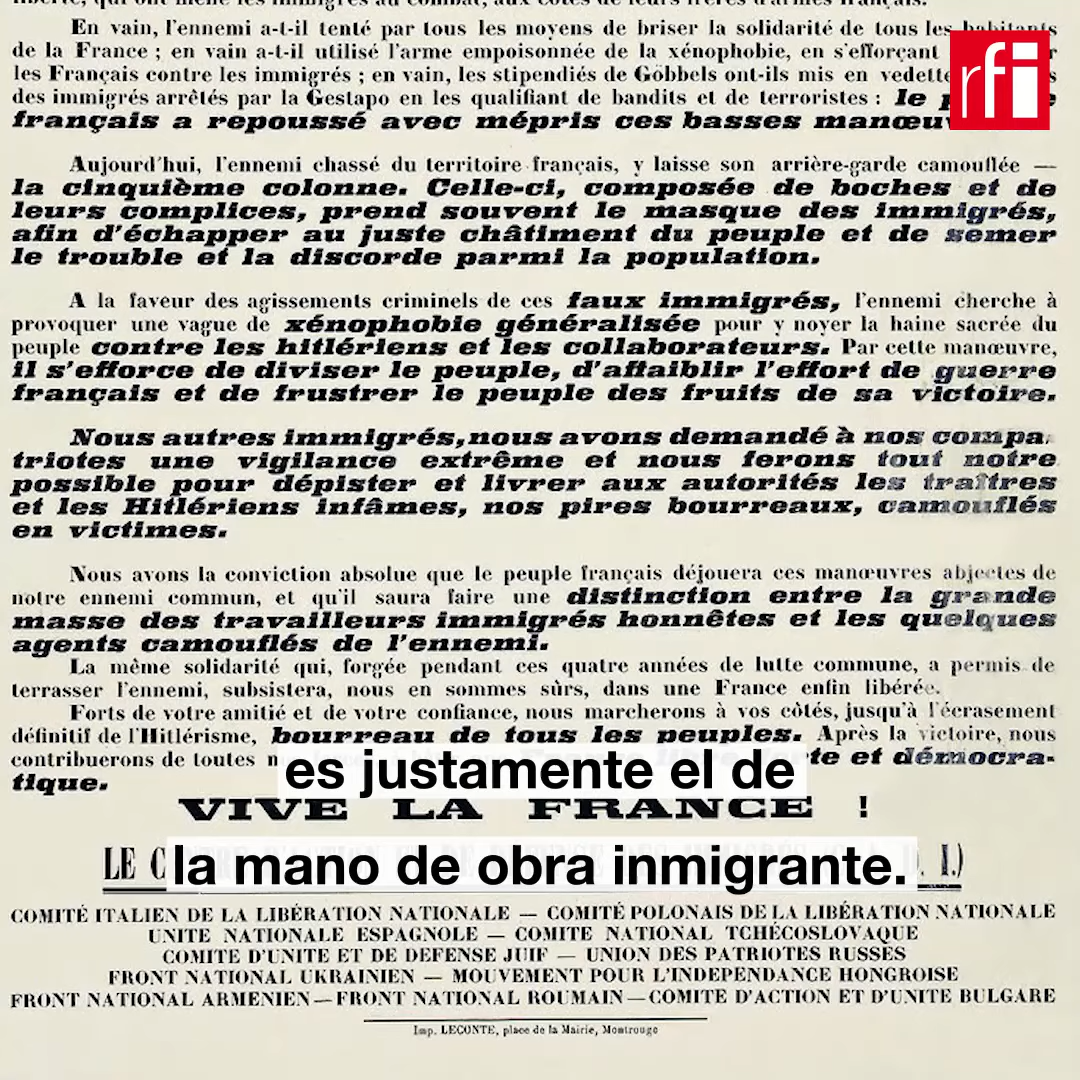 liberté, qui ont mené les immigrés au combat, aux côtés de leurs frères d'armes français.
En vain, l'ennemi a-t-il tenté par tous les moyens de briser la solidarité de tous les habitants
de la France ; en vain a-t-il utilisé l'arme empoisonnée de la xénophobie, en s'efforçant
les Français contre les immigrés ; en vain, les stipendiés de Göbbels ont-ils mis en vedette
des immigrés arrêtés par la Gestapo en les qualifiant de bandits et de terroristes : le
français a repoussé avec mépris ces basses
rfi
Aujourd'hui, l'ennemi chassé du territoire français, y laisse son arrière-garde camouflée —
la cinquième colonne. Celle-ci, composée de boches et de
leurs complices, prend souvent le masque des immigrés,
afin d'échapper au juste châtiment du peuple et de semer
le trouble et la discorde parmi la population.
A la faveur des agissements criminels de ces faux immigrés, l'ennemi cherche à
provoquer une vague de xénophobie généralisée pour y noyer la haine sacrée du
peuple contre les hitlériens et les collaborateurs. Par cette manœuvre,
il s'efforce de diviser le peuple, d'affaiblir l'effort de guerre
français et de frustrer le peuple des fruits de sa victoire.
Nous autres immigrés, nous avons demandé à nos compa-
triotes une vigilance extrême et nous ferons tout notre
possible pour dépister et livrer aux autorités les traîtres
et les Hitlériens infâmes, nos pires bourreaux, camouflés
en victimes.
Nous avons la conviction absolue que le peuple français déjouera ces manœuvres abjectes de
notre ennemi commun, et qu'il saura faire une distinction entre la grande
masse des travailleurs immigrés honnêtes et les quelques
agents camouflés de l'ennemi.
La même solidarité qui, forgée pendant ces quatre années de lutte commune, a permis de
terrasser l'ennemi, subsistera, nous en sommes sûrs, dans une France enfin libérée.
Forts de votre amitié et de votre confiance, nous marcherons à vos côtés, jusqu'à l'écrasement
définitif de l'Hitlérisme, bourreau de tous les peuples. Après la victoire, nous
contribuerons de toutes et démocra-
tique.
es justamente el de
VIVE LA FRANCE !
la mano de obra inmigrante.
LE
COMITÉ ITALIEN DE LA LIBÉRATION NATIONALE — COMITÉ POLONAIS DE LA LIBÉRATION NATIONALE
UNITE NATIONALE ESPAGNOLE — COMITE NATIONAL TCHÉCOSLOVAQUE
COMITE D'UNITE ET DE DEFENSE JUIF — UNION DES PATRIOTES RUSSES
FRONT NATIONAL UKRAINIEN — MOUVEMENT POUR L'INDEPENDANCE HONGROISE
FRONT NATIONAL ARMENIEN — FRONT NATIONAL ROUMAIN — COMITE D'ACTION ET D'UNITE BULGARE
Imp. LECONTE, place de la Mairie, Montrouge